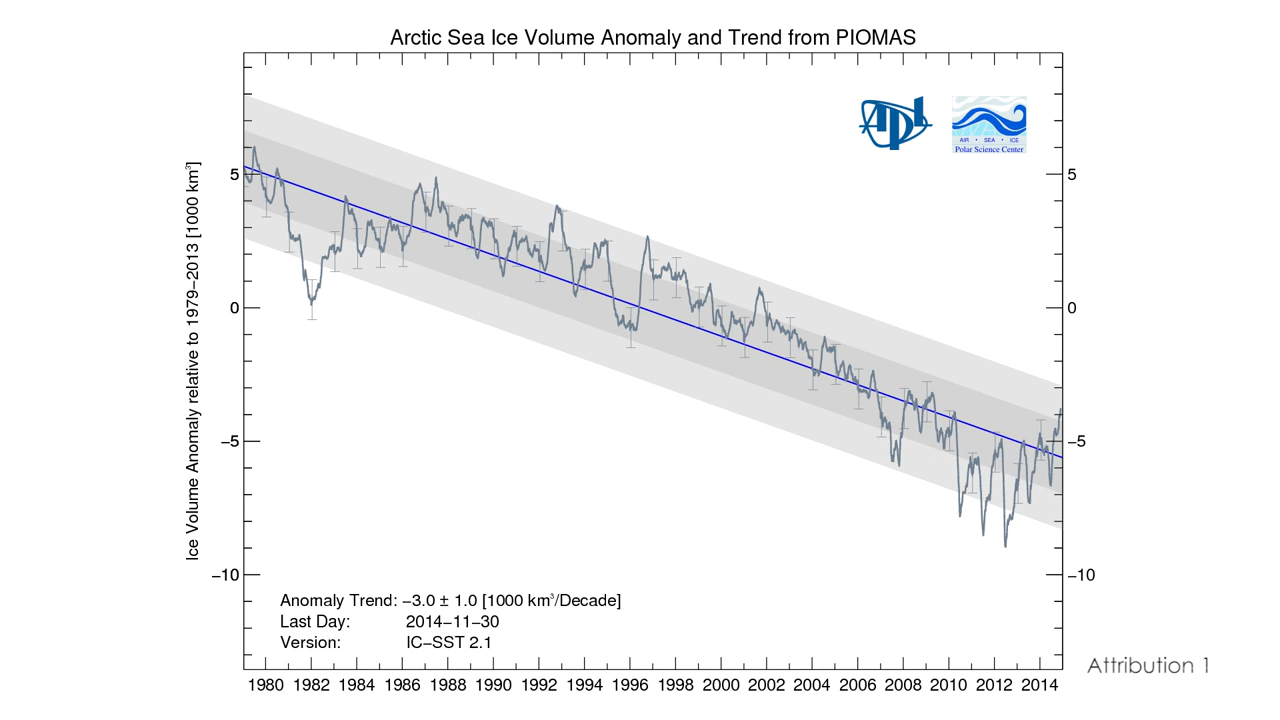 Arctic Sea Ice Volume Anomaly and Trend from PIOMAS
Ice Volume Anomaly relative to 1979−2013 [1000 km³]
5
0
−5
−10
5
0
−5
−10
APL
AIR • SEA • ICE
Polar Science Center
Anomaly Trend: −3.0 ± 1.0 [1000 km³/Decade]
Last Day: 2014−11−30
Version: IC−SST 2.1
1980 1982 1984 1986 1988 1990 1992 1994 1996 1998 2000 2002 2004 2006 2008 2010 2012 2014
Attribution 1